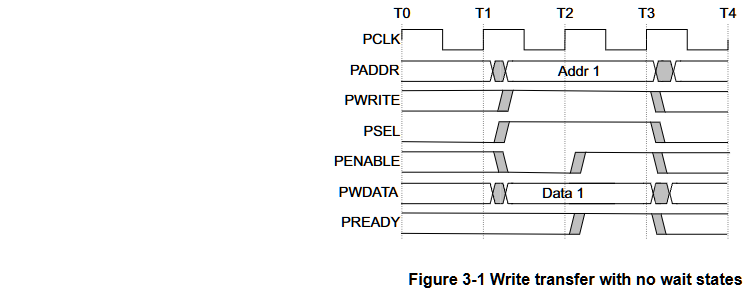 T0 T1 T2 T3 T4
PCLK
PADDR Addr 1
PWRITE
PSEL
PENABLE
PWDATA Data 1
PREADY
Figure 3-1 Write transfer with no wait states